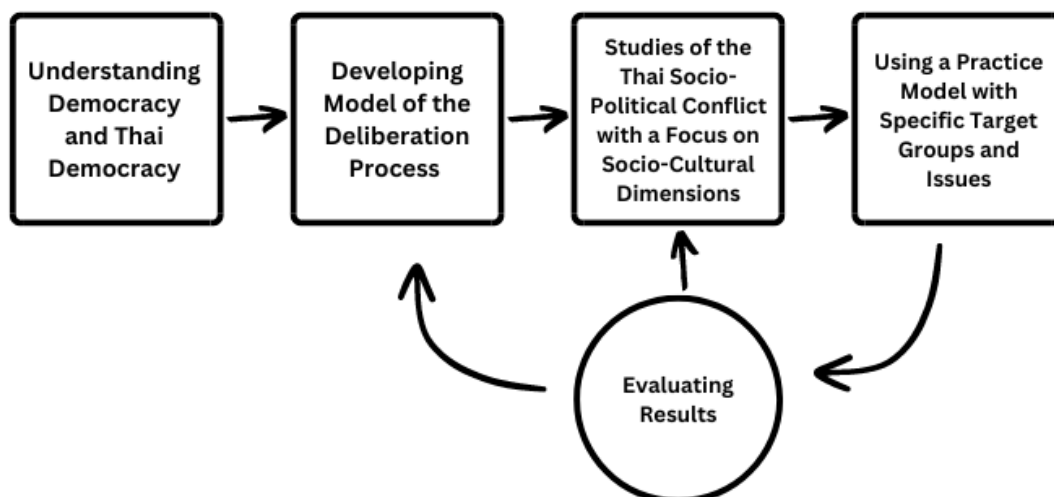 Understanding
Democracy
and Thai
Democracy
Developing
Model of the
Deliberation
Process
Studies of the
Thai Socio-
Political Conflict
with a Focus on
Socio-Cultural
Dimensions
Using a Practice
Model with
Specific Target
Groups and
Issues
Evaluating
Results